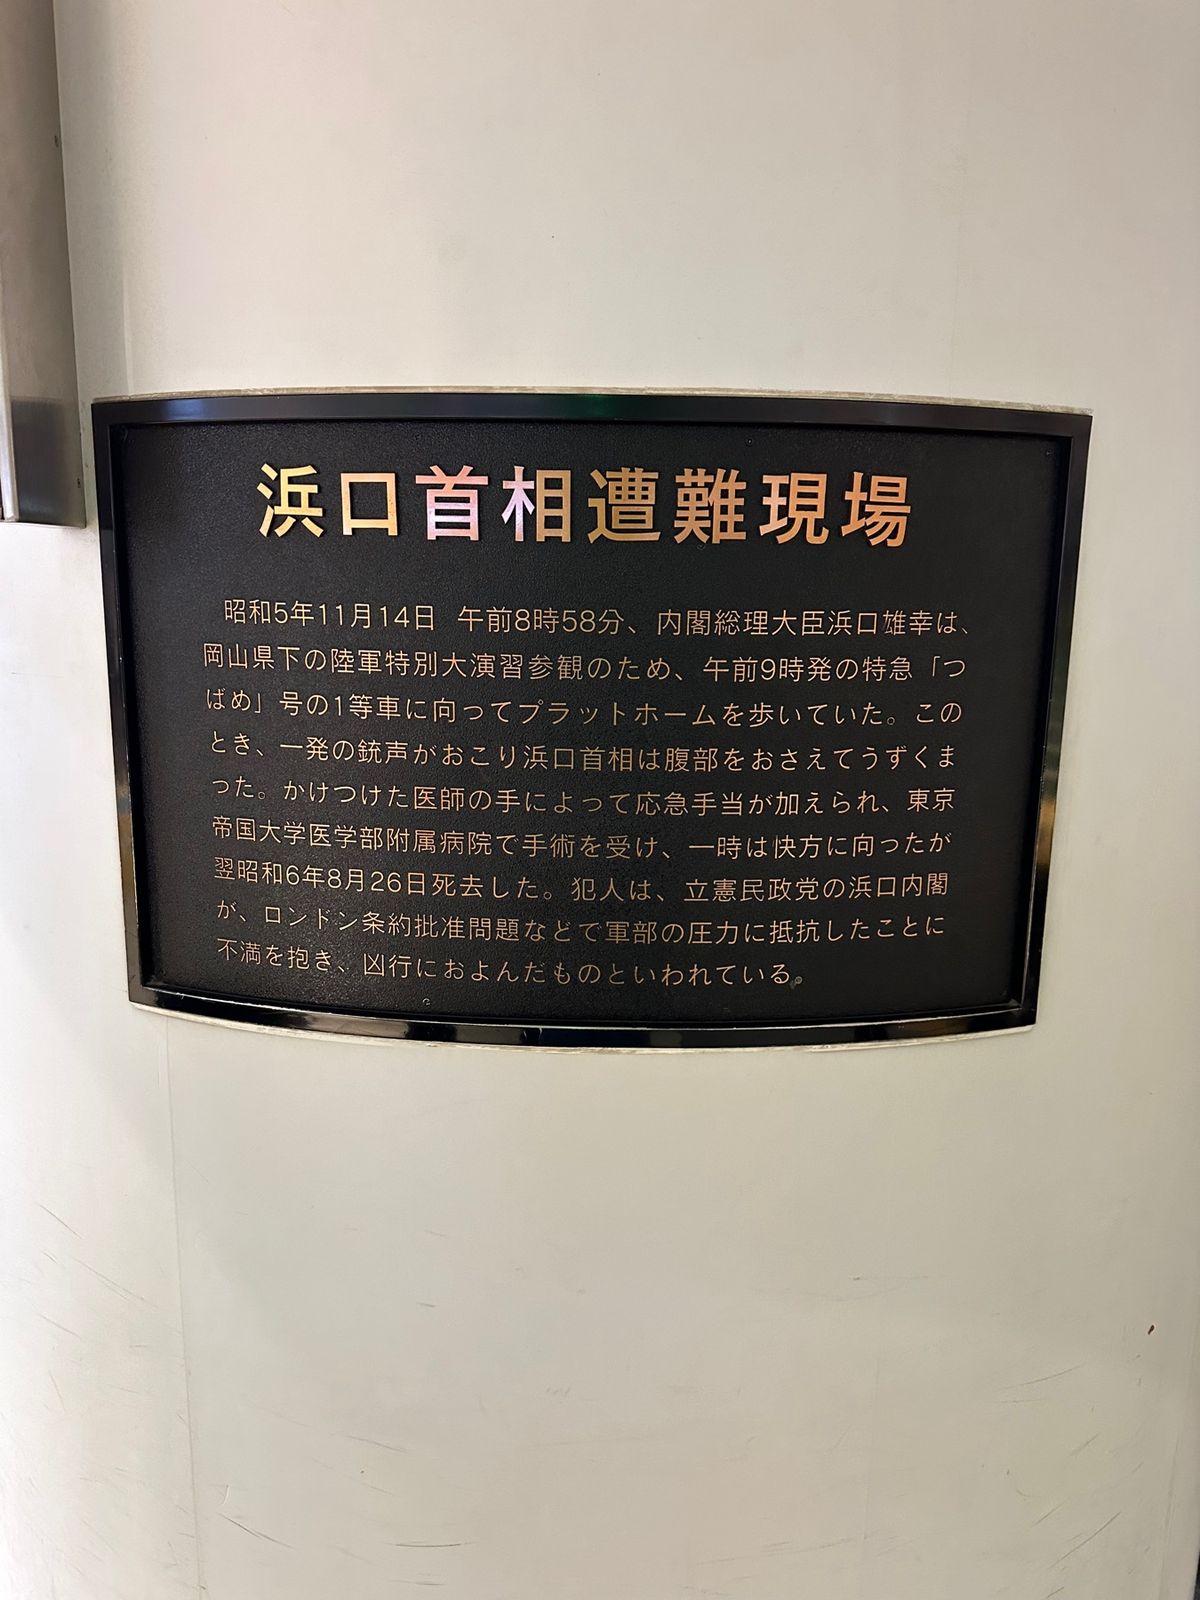 浜口首相遭難現場
昭和5年11月14日 午前8時58分、内閣総理大臣浜口雄幸は、
岡山県下の陸軍特別大演習参観のため、午前9時発の特急「つ
ばめ」号の1等車に向ってプラットホームを歩いていた。この
とき、一発の銃声がおこり浜口首相は腹部をおさえてうずくま
った。かけつけた医師の手によって応急手当が加えられ、東京
帝国大学医学部附属病院で手術を受け、一時は快方に向ったが
翌昭和6年8月26日死去した。犯人は、立憲民政党の浜口内閣
が、ロンドン条約批准問題などで軍部の圧力に抵抗したことに
不満を抱き、凶行におよんだものといわれている。